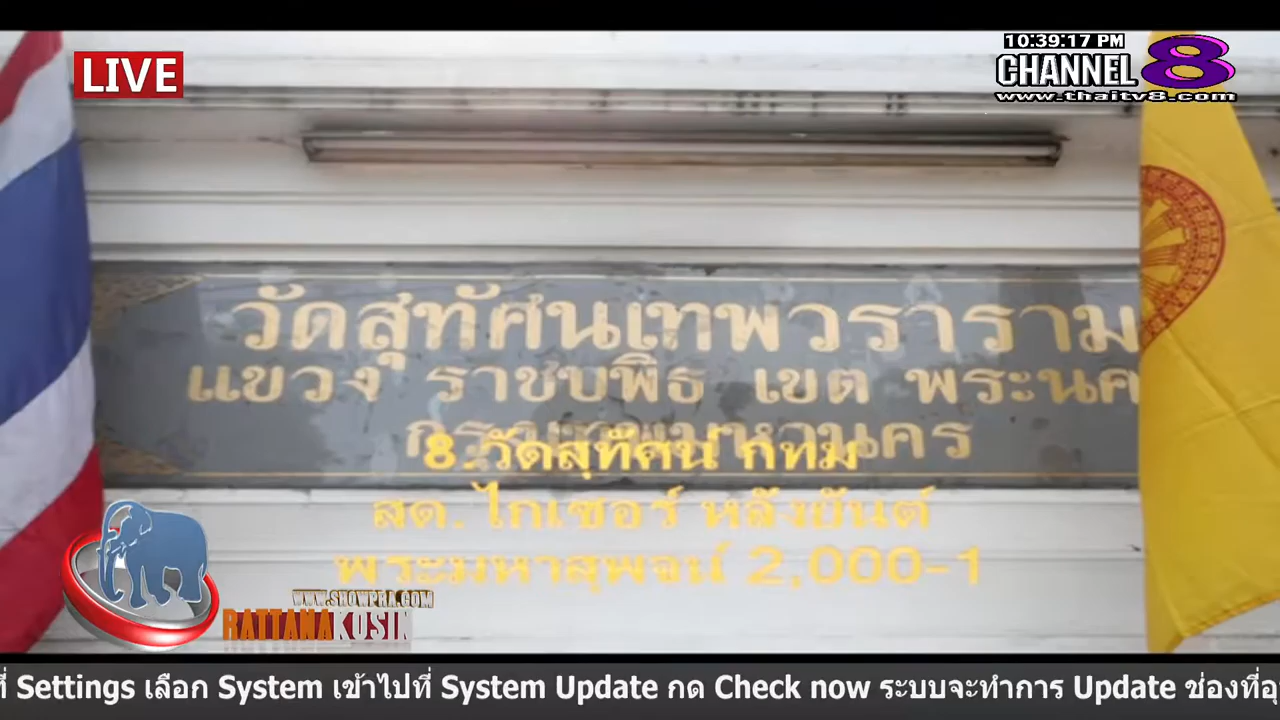 LIVE
10:39:17 PM
CHANNEL 8
www.thaitv8.com
วัดสุทัศนเทพวราราม
แขวง ราชบพิธ เขต พระนค
8.วัดสุทัศน์ กทม
สด. ไกเซอร์ หลังยันต์
พระมหาสุพจน์ 2,000-1
WWW.SHOWPRA.COM
RATTANAKOSIN
ที่ Settings เลือก System เข้าไปที่ System Update กด Check now ระบบจะทำการ Update ช่องที่